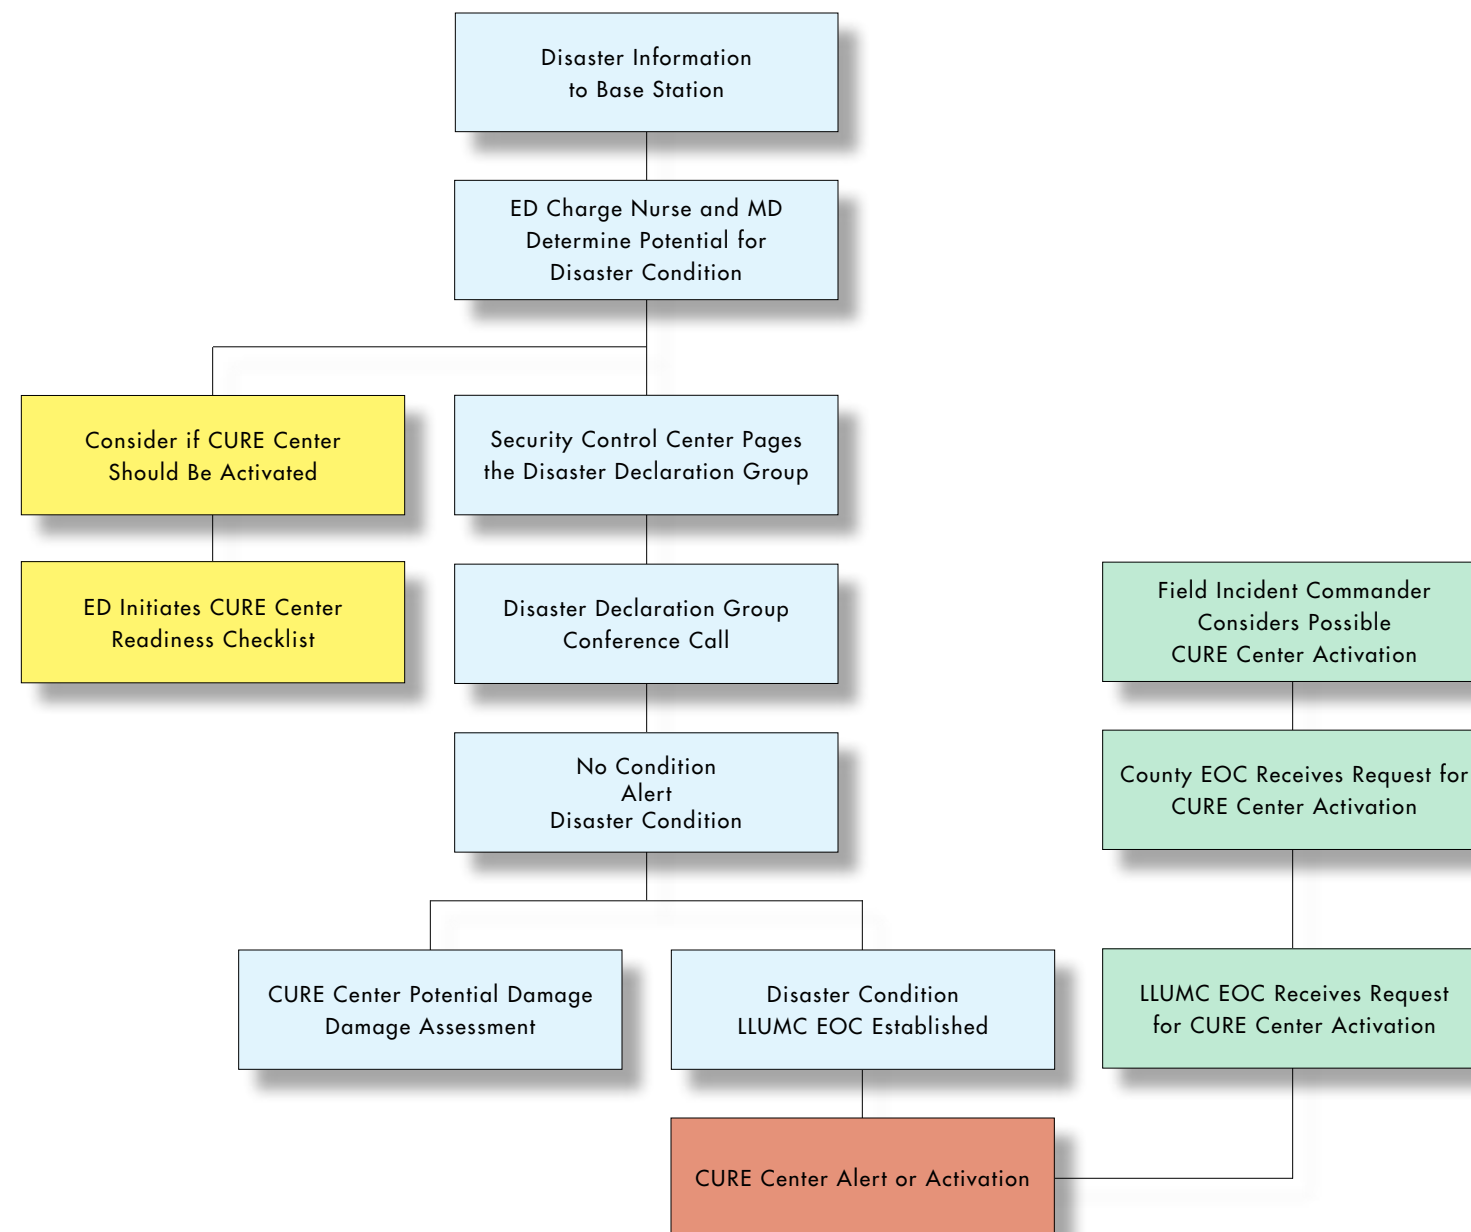 Disaster Information
to Base Station
ED Charge Nurse and MD
Determine Potential for
Disaster Condition
Consider if CURE Center
Should Be Activated
Security Control Center Pages
the Disaster Declaration Group
ED Initiates CURE Center
Readiness Checklist
Disaster Declaration Group
Conference Call
Field Incident Commander
Considers Possible
CURE Center Activation
No Condition
Alert
Disaster Condition
County EOC Receives Request for
CURE Center Activation
CURE Center Potential Damage
Damage Assessment
Disaster Condition
LLUMC EOC Established
LLUMC EOC Receives Request
for CURE Center Activation
CURE Center Alert or Activation